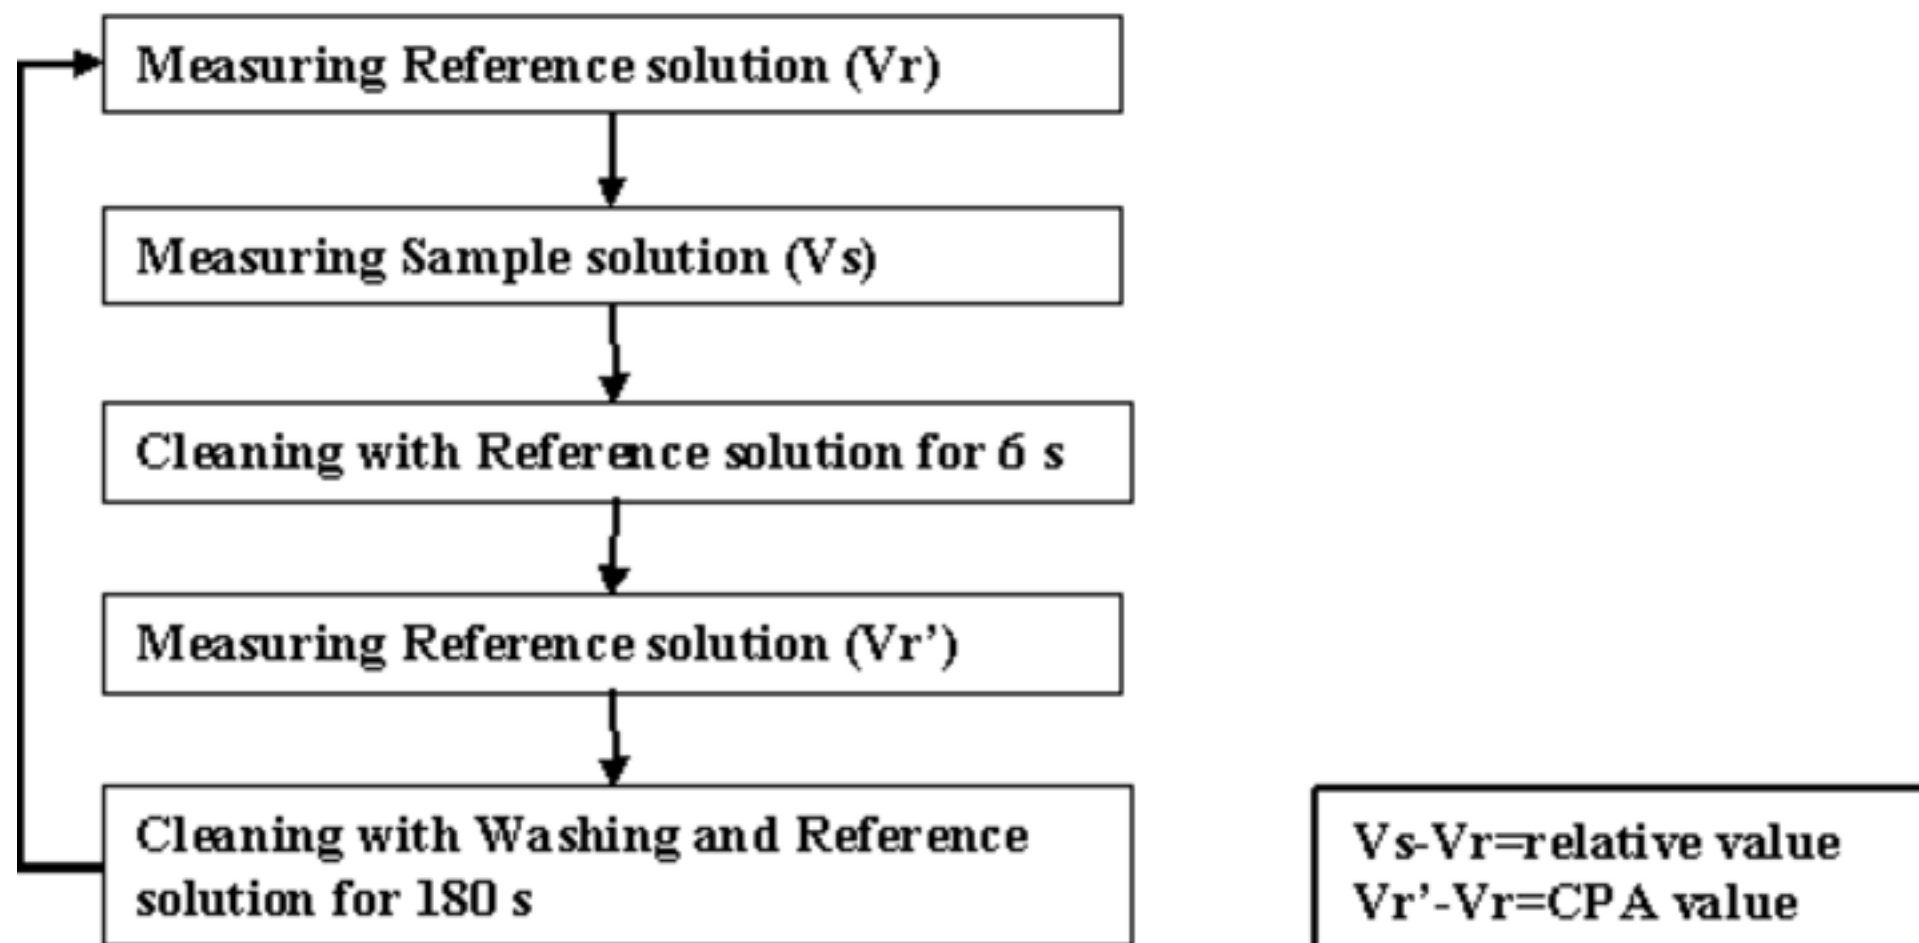 Measuring Reference solution (Vr)
Measuring Sample solution (Vs)
Cleaning with Reference solution for 6 s
Measuring Reference solution (Vr’)
Cleaning with Washing and Reference
solution for 180 s
Vs-Vr=relative value
Vr’-Vr=CPA value